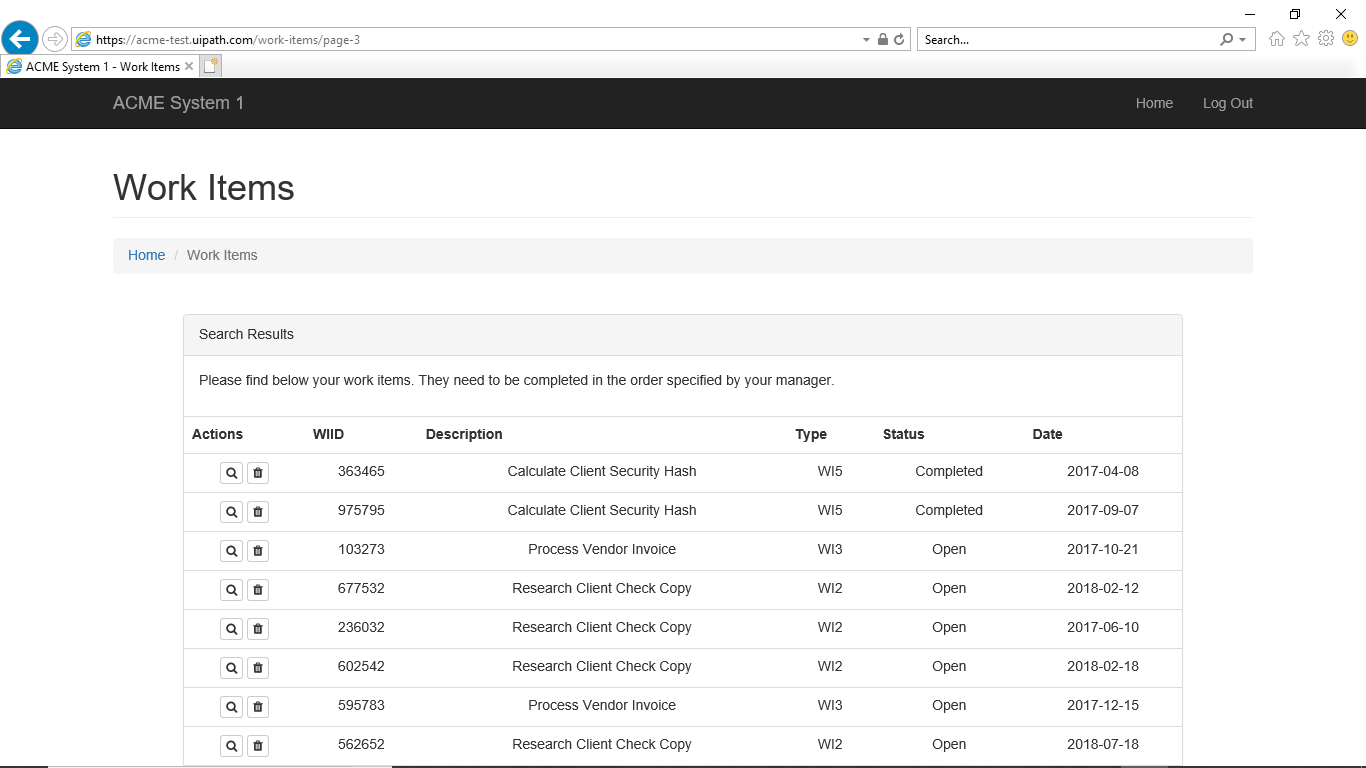 https://acme-test.uipath.com/work-items/page-3
Search...
ACME System 1 - Work Items
ACME System 1 Home Log Out
Work Items
Home / Work Items
Search Results
Please find below your work items. They need to be completed in the order specified by your manager.
Actions WIID Description Type Status Date
363465 Calculate Client Security Hash WI5 Completed 2017-04-08
975795 Calculate Client Security Hash WI5 Completed 2017-09-07
103273 Process Vendor Invoice WI3 Open 2017-10-21
677532 Research Client Check Copy WI2 Open 2018-02-12
236032 Research Client Check Copy WI2 Open 2017-06-10
602542 Research Client Check Copy WI2 Open 2018-02-18
595783 Process Vendor Invoice WI3 Open 2017-12-15
562652 Research Client Check Copy WI2 Open 2018-07-18